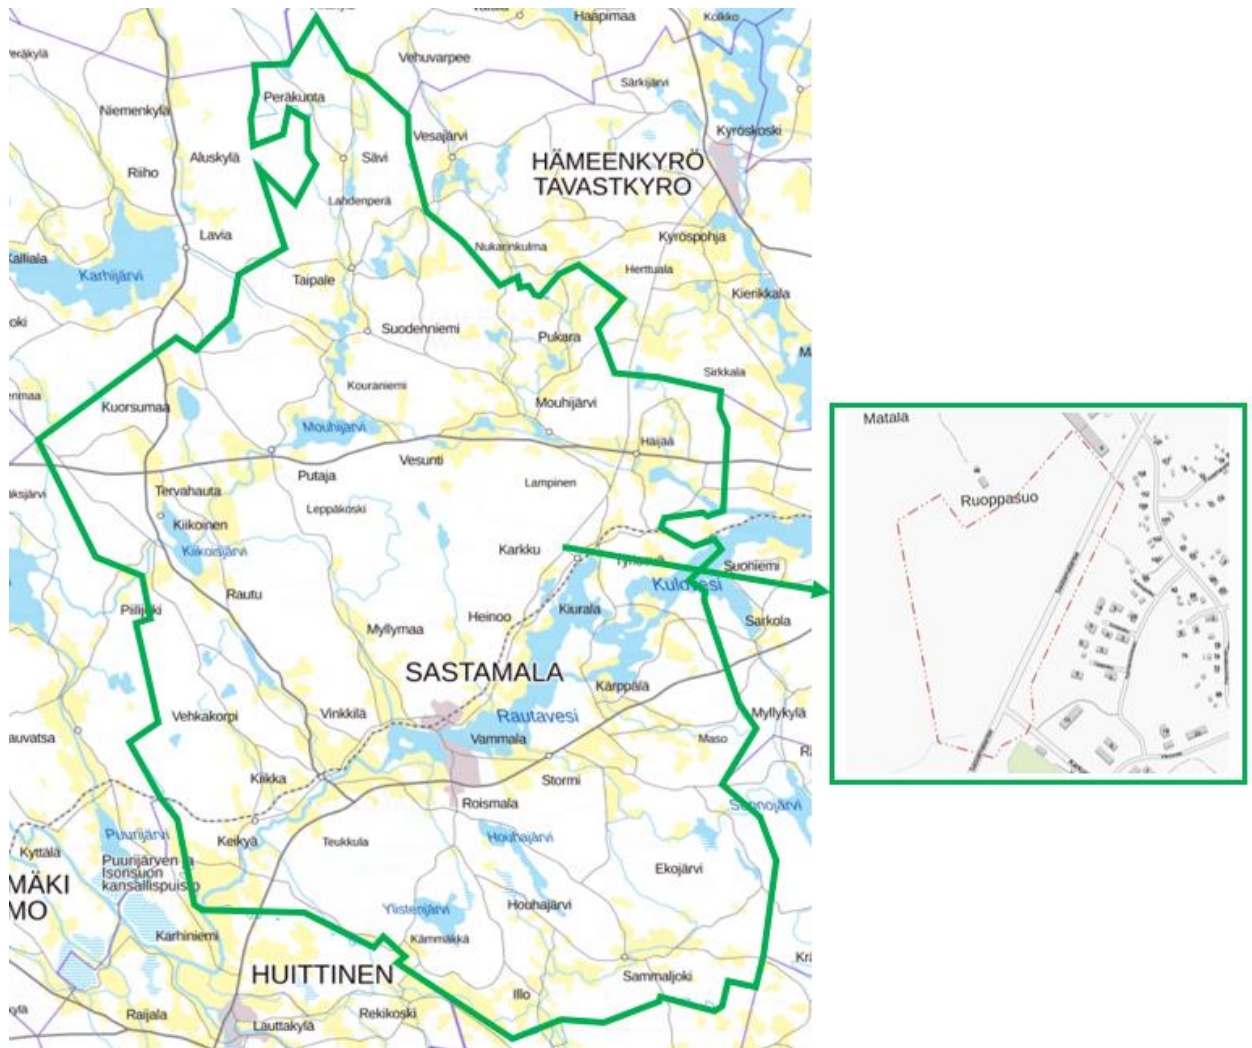 Haapimaa
Kolkko
Vehuvarpee
Särkijärvi
Peräkunta
Niemenkylä
Kyröskoski
Vesajärvi
Aluskylä
Sävi
HÄMEENKYRÖ
TAVASTKYRO
Riiho
Lahdenperä
Lavia
Kyröspohja
Nukarinkulma
Karhijärvi
Taipale
Herttuala
Kierikkala
Suodenniemi
Pukara
Sirkkala
Kouraniemi
Kuorsumaa
Mouhijärvi
Mouhijärvi
Häijää
Vesunti
Putaja
Lampinen
Tervahauta
Leppäkoski
Kiikoinen
Kiikoisjärvi
Karkku
Suoniemi
Kulovesi
Rautu
Piilijoki
Kiurala
Heinoo
Sarkola
Myllymaa
SASTAMALA
Karppälä
Vehkakorpi
Vinkkilä
Rautavesi
Myllykylä
Vammala
Maso
Kiikka
Stormi
Roismala
Puurijärvi
Keikyä
Teukkula
Houhajärvi
Kyttälä
Puurijärven ja
Isonsuon
kansallispuisto
Ekojärvi
MÄKI
MO
Ylistenjärvi
Houhajärvi
Karhiniemi
Kämmäkkä
HUITTINEN
Sammaljoki
Illo
Raijala
Rekikoski
Lauttakylä
Matala
Ruoppasuo